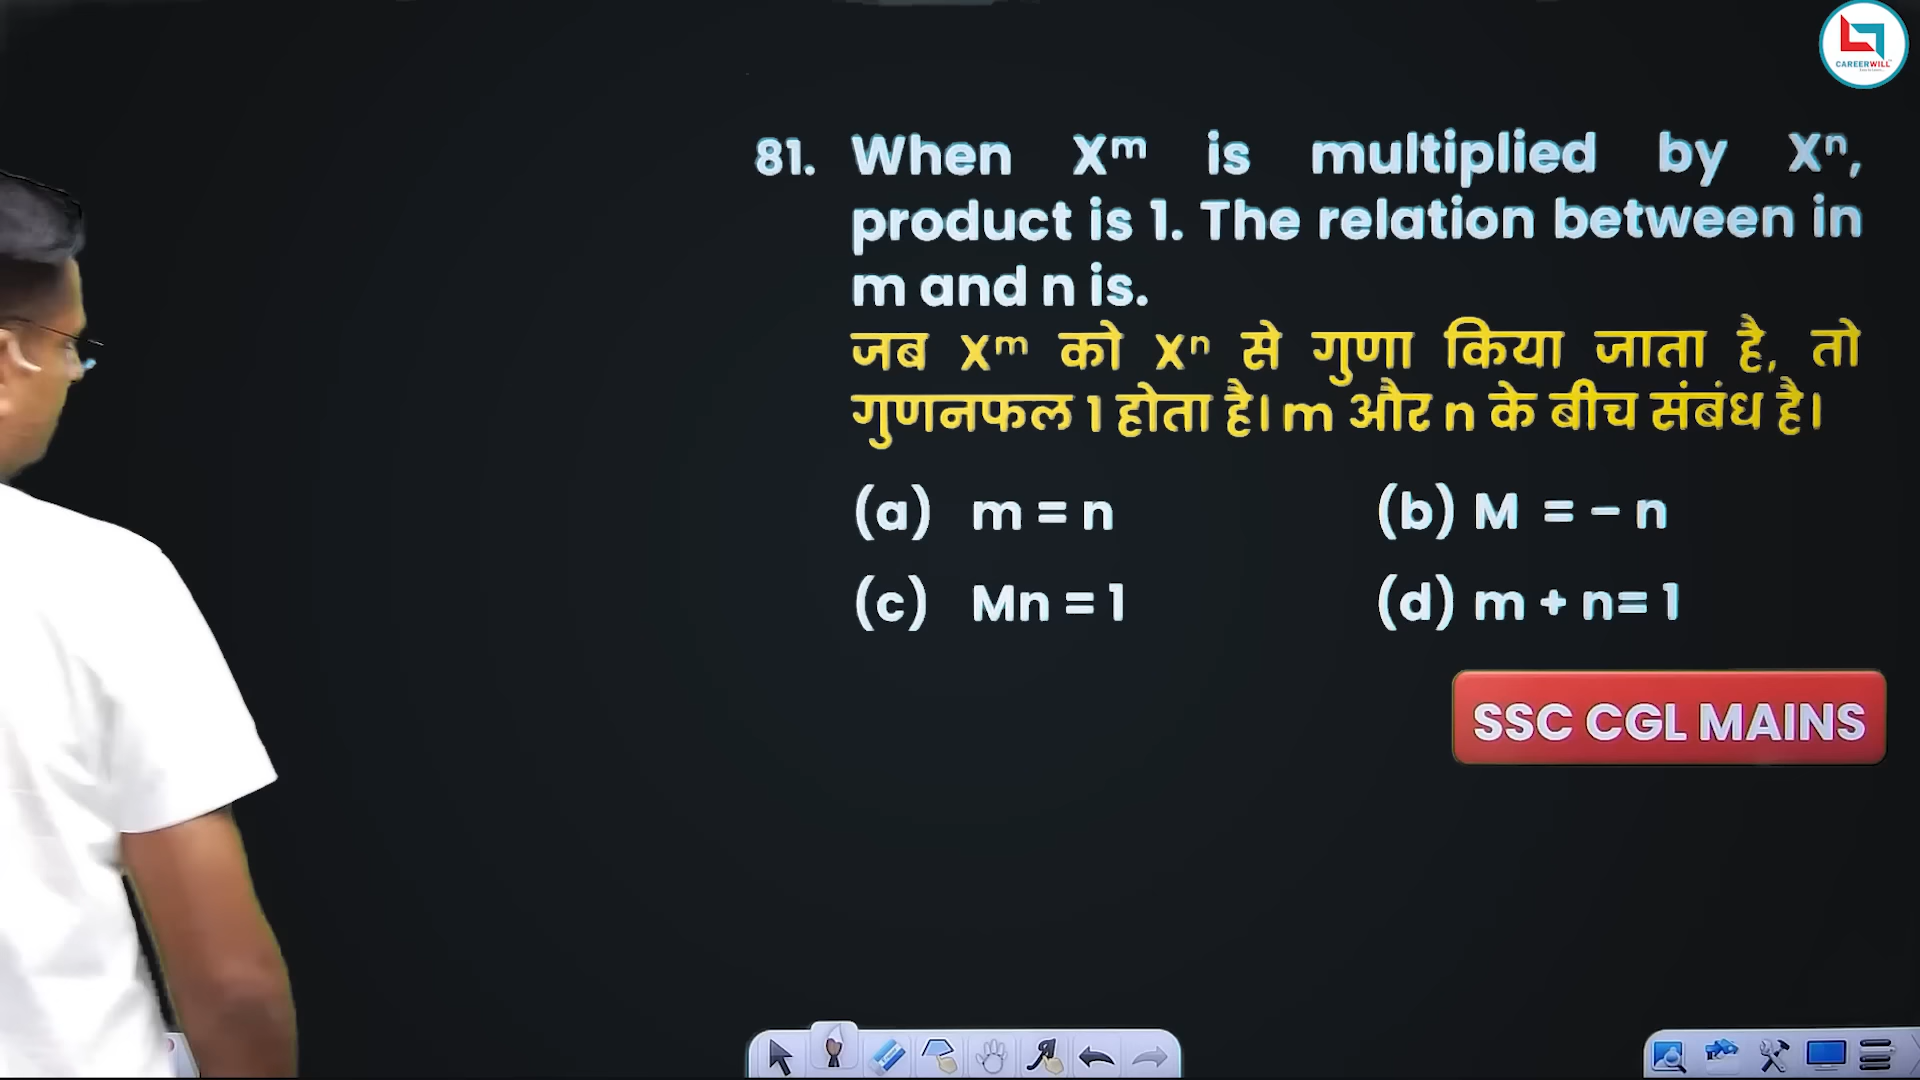 CAREERWILL
81. When Xᵐ is multiplied by Xⁿ,
product is 1. The relation between in
m and n is.
जब Xᵐ को Xⁿ से गुणा किया जाता है, तो
गुणनफल 1 होता है। m और n के बीच संबंध है।
(a) m = n (b) M = – n
(c) Mn = 1 (d) m + n= 1
SSC CGL MAINS